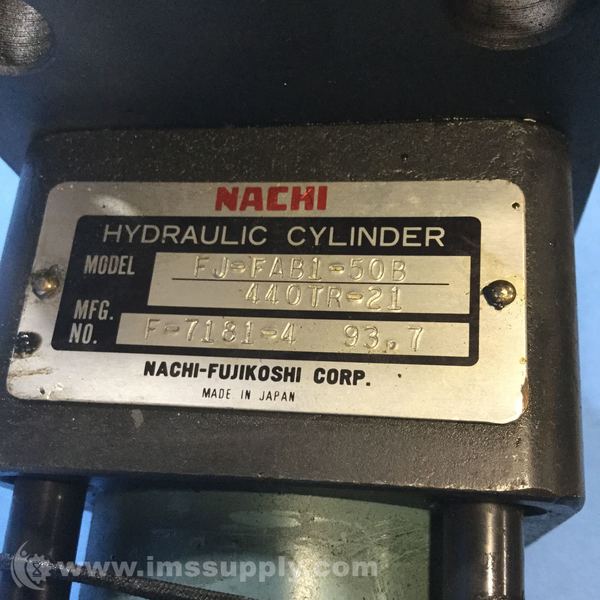 NACHI
HYDRAULIC CYLINDER
MODEL FJ-FAB1-50B
440TR-21
MFG. NO. F-7181-4 93.7
NACHI-FUJIKOSHI CORP.
MADE IN JAPAN
www.imssupply.com